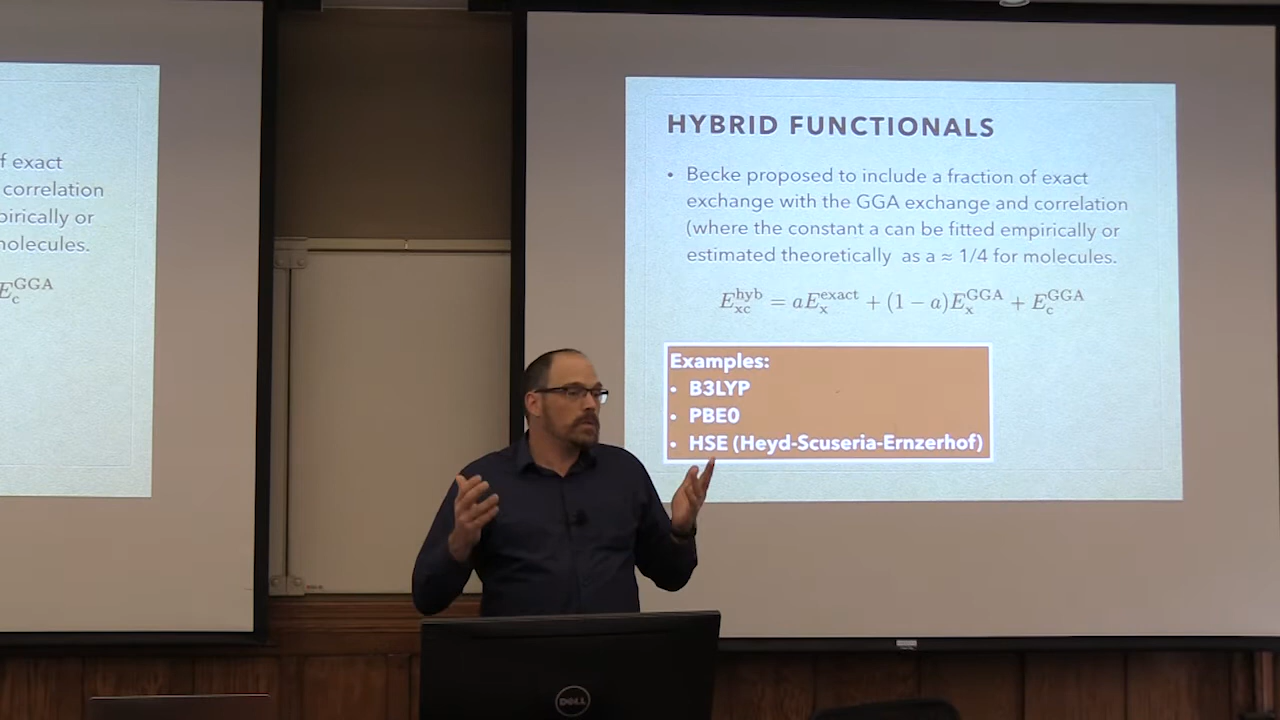 f exact
correlation
pirically or
nolecules.
E_c^GGA
HYBRID FUNCTIONALS
• Becke proposed to include a fraction of exact
exchange with the GGA exchange and correlation
(where the constant a can be fitted empirically or
estimated theoretically as a ≈ 1/4 for molecules.
E_xc^hyb = aE_x^exact + (1 − a)E_x^GGA + E_c^GGA
Examples:
• B3LYP
• PBE0
• HSE (Heyd-Scuseria-Ernzerhof)
DELL